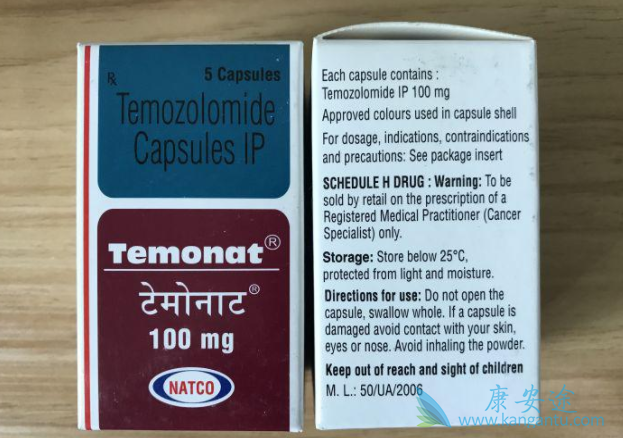 ℞
5 Capsules
Temozolomide
Capsules IP
Temonat®
टेमोनाट®
100 mg
NATCO
Each capsule contains :
Temozolomide IP 100 mg
Approved colours used in capsule shell
For dosage, indications, contraindications
and precautions: See package insert
SCHEDULE H DRUG : Warning: To be
sold by retail on the prescription of a
Registered Medical Practitioner (Cancer
Specialist) only.
Storage: Store below 25°C,
protected from light and moisture.
Directions for use: Do not open the
capsule, swallow whole. If a capsule is
damaged avoid contact with your skin,
eyes or nose. Avoid inhaling the powder.
Keep out of reach and sight of children
M. L.: 50/UA/2006
康安途